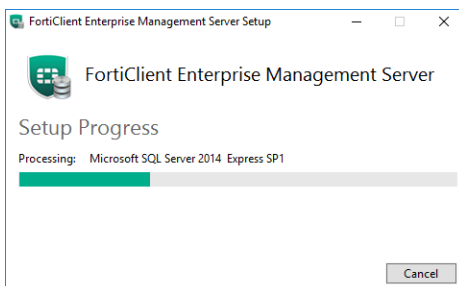 FortiClient Enterprise Management Server Setup
FortiClient Enterprise Management Server
Setup Progress
Processing: Microsoft SQL Server 2014 Express SP1
Cancel